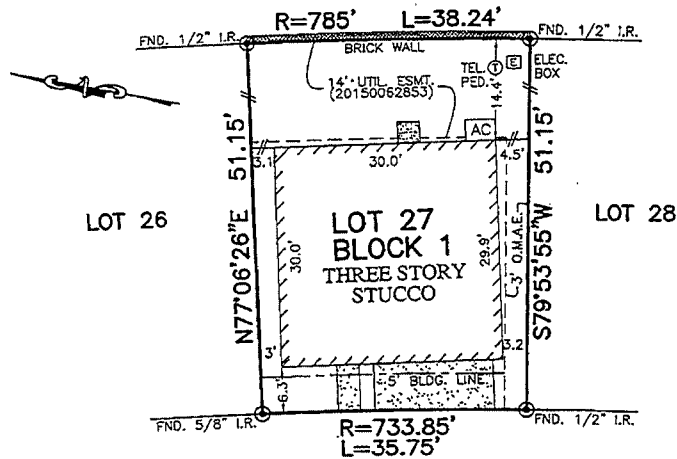 R=785' L=38.24'
FND. 1/2" I.R.
FND. 1/2" I.R.
BRICK WALL
TEL.
PED.
T
E
ELEC.
BOX
14' UTIL. ESMT.
(20150062853)
14.4'
AC
3.1
30.0'
4.5'
N77°06'26"E 51.15'
S79°53'55"W 51.15'
LOT 26
LOT 27
BLOCK 1
THREE STORY
STUCCO
LOT 28
30.0'
29.9'
3' O.M.A.E.
3'
3.2
6.3'
5' BLDG. LINE
FND. 5/8" I.R.
FND. 1/2" I.R.
R=733.85'
L=35.75'